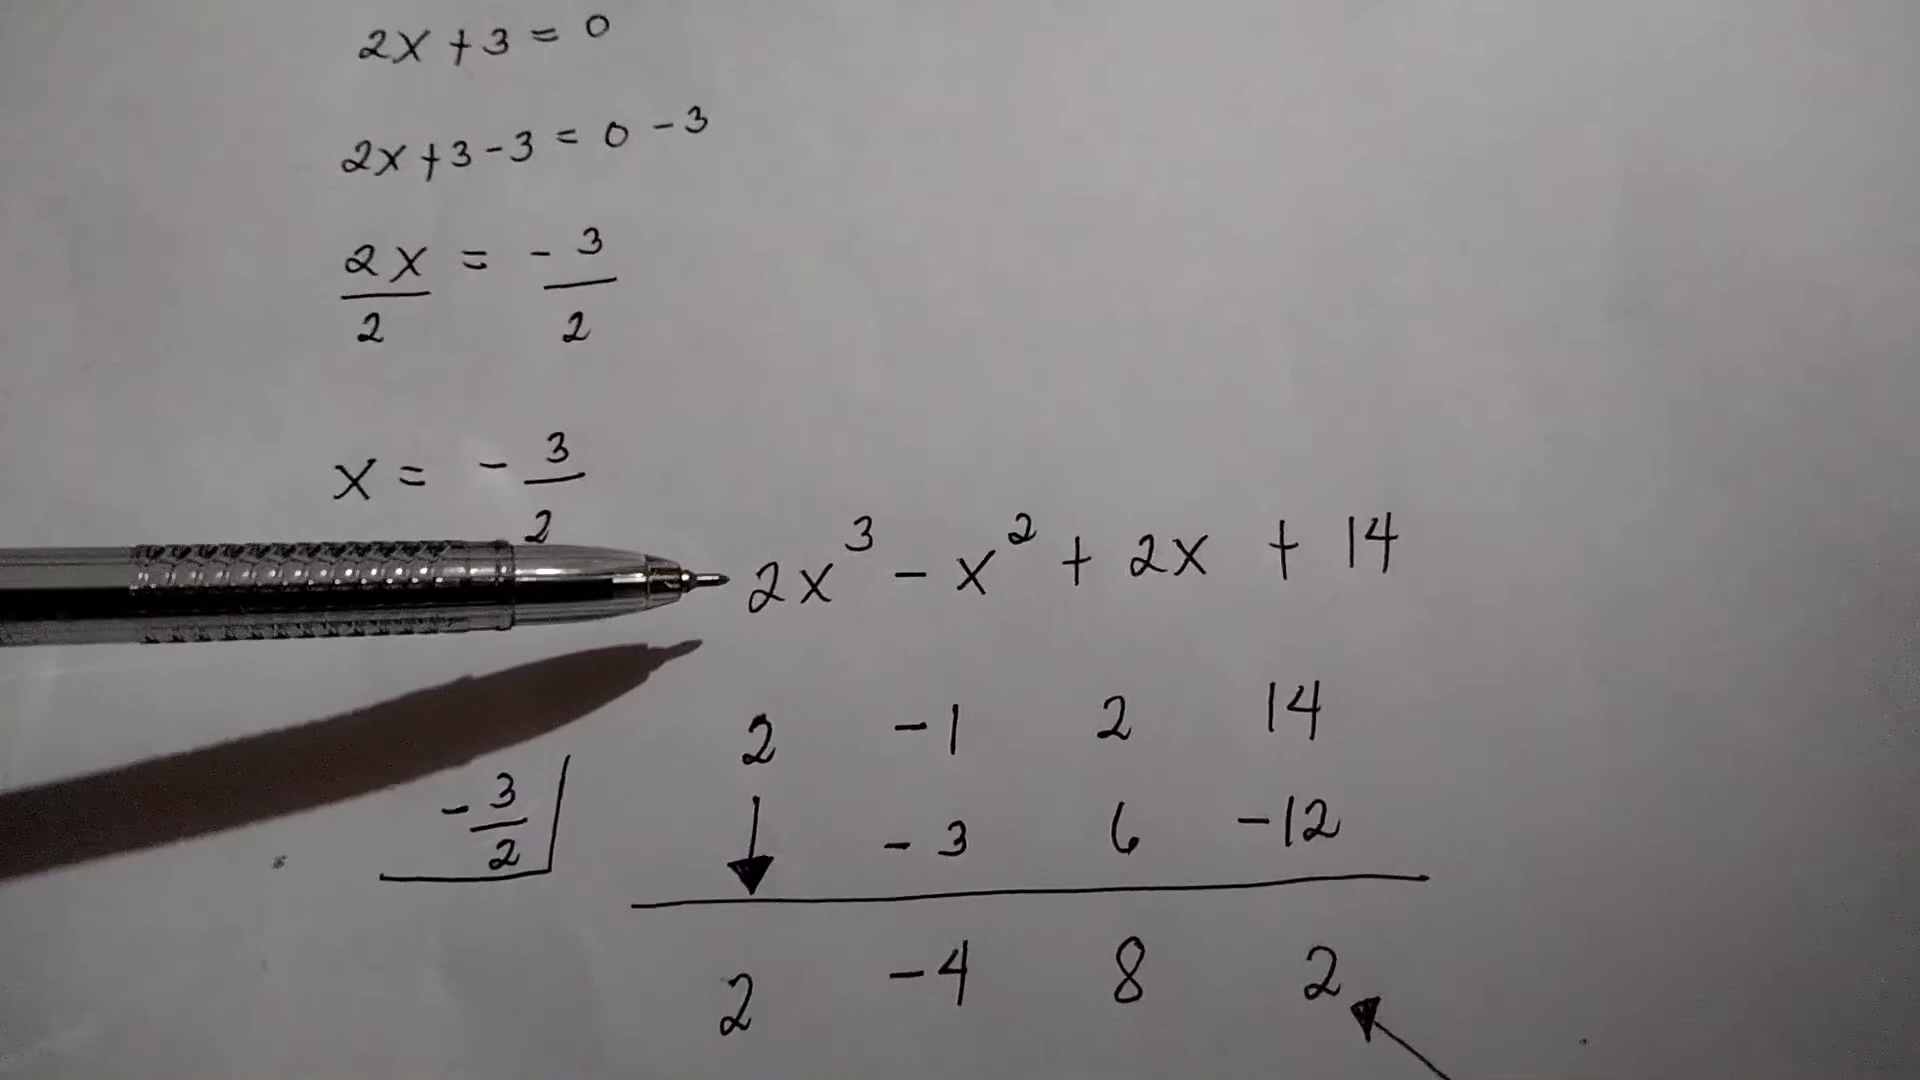 2x + 3 = 0
2x + 3 - 3 = 0 - 3
2x/2 = -3/2
x = -3/2
2x³ - x² + 2x + 14
2 -1 2 14
-3/2 -3 6 -12
2 -4 8 2